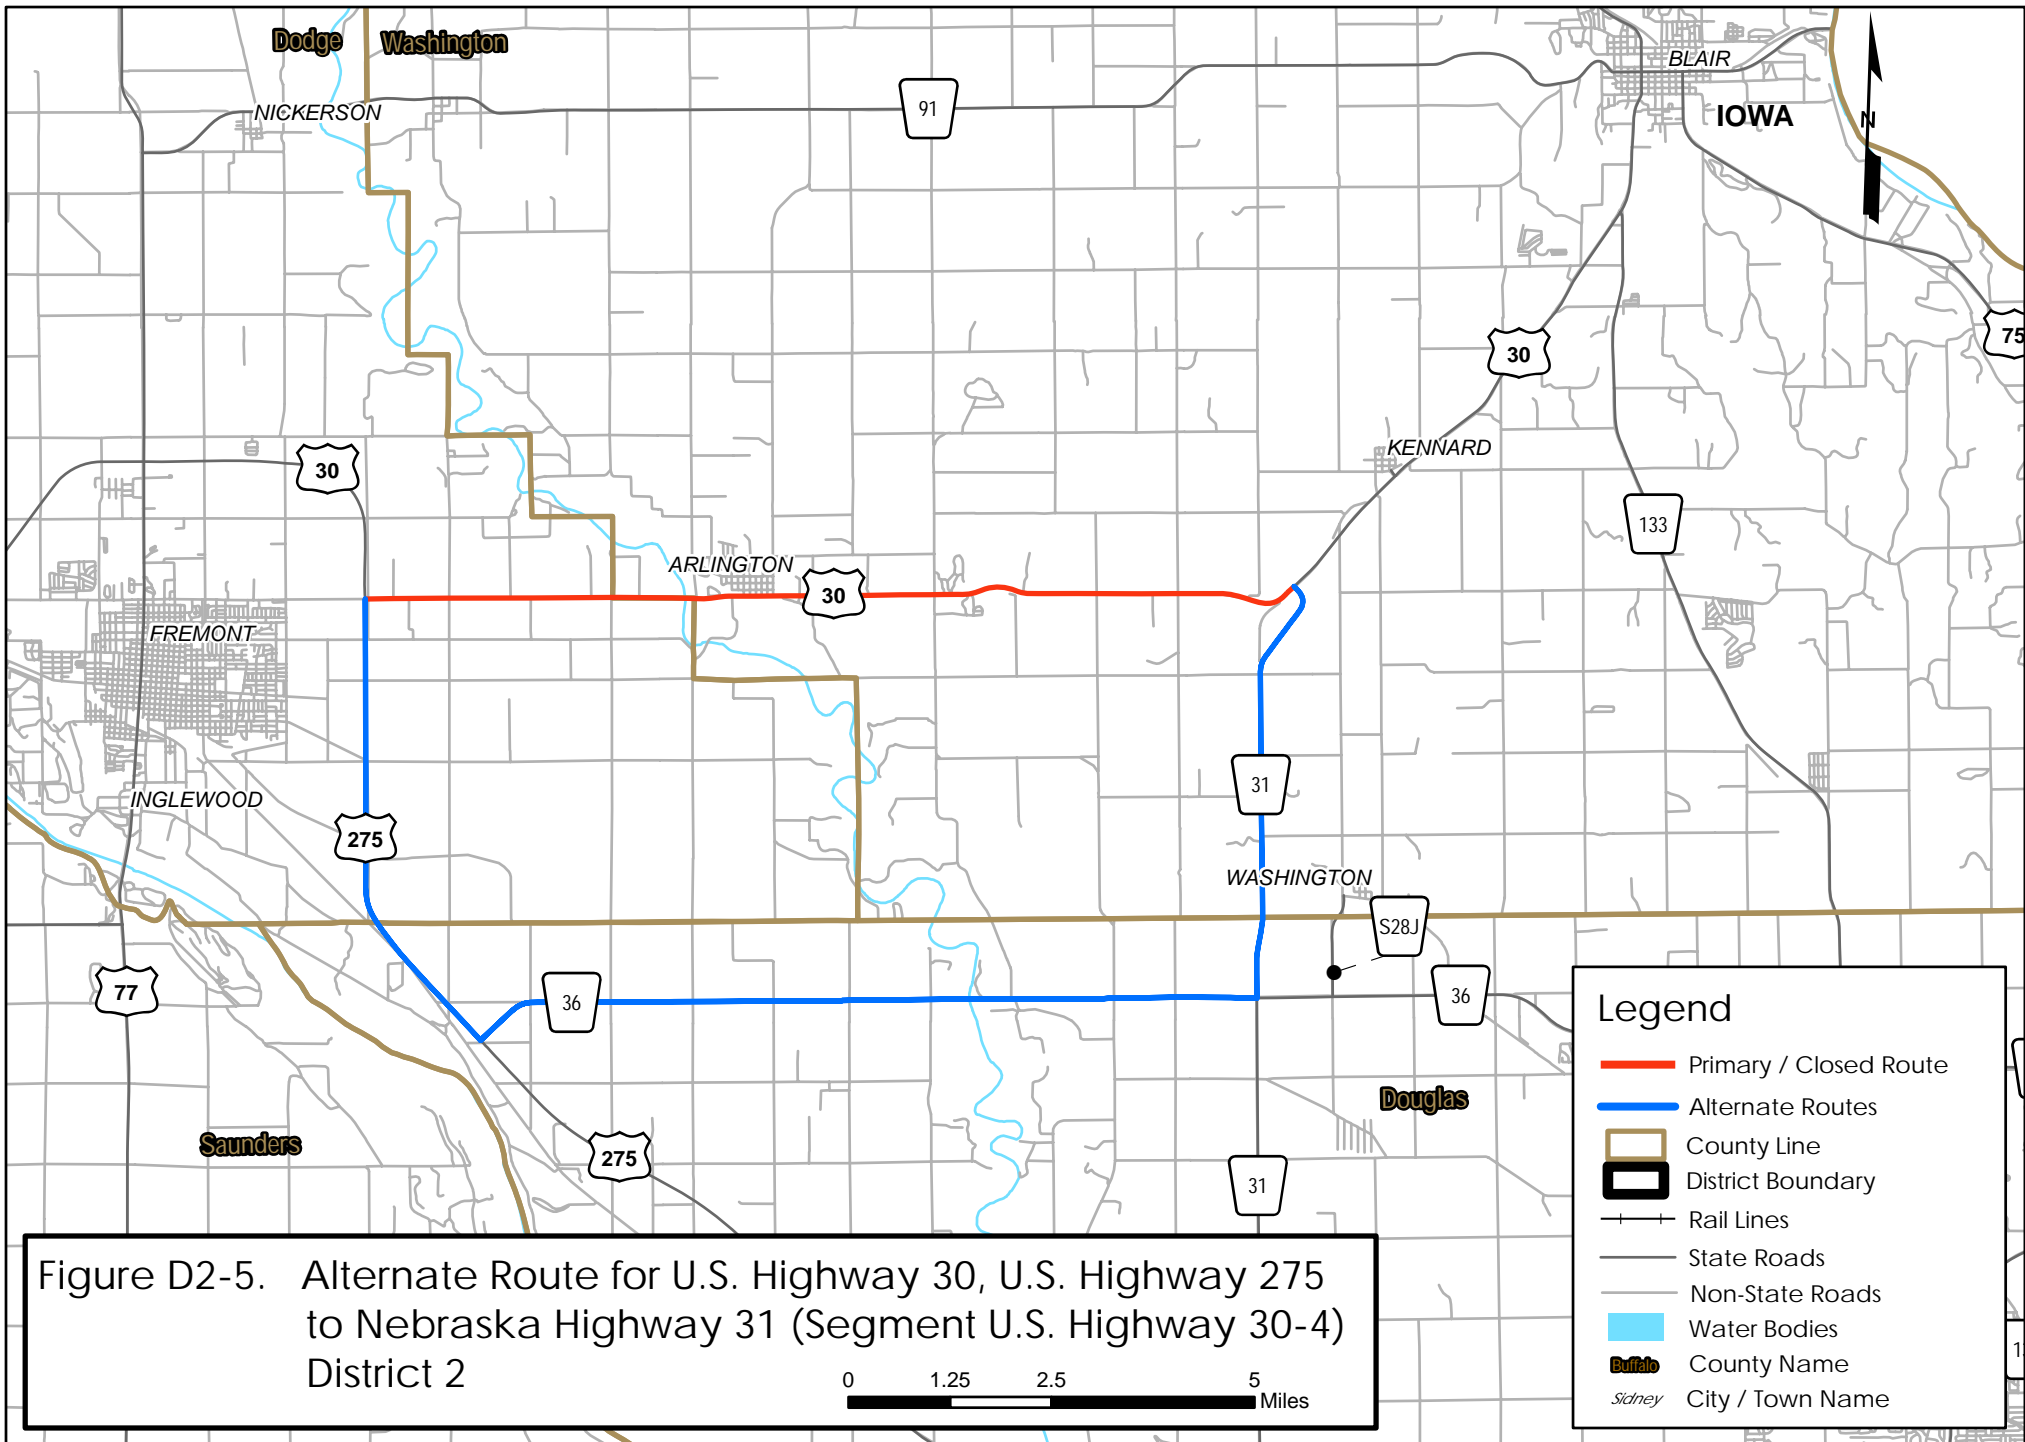 Dodge
Washington
NICKERSON
91
BLAIR
IOWA
N
75
30
KENNARD
30
133
ARLINGTON
30
FREMONT
INGLEWOOD
275
31
WASHINGTON
S28J
77
36
36
Douglas
Saunders
275
31
Legend
Primary / Closed Route
Alternate Routes
County Line
District Boundary
Rail Lines
State Roads
Non-State Roads
Water Bodies
Buffalo County Name
Sidney City / Town Name
Figure D2-5. Alternate Route for U.S. Highway 30, U.S. Highway 275
to Nebraska Highway 31 (Segment U.S. Highway 30-4)
District 2
0 1.25 2.5 5
Miles